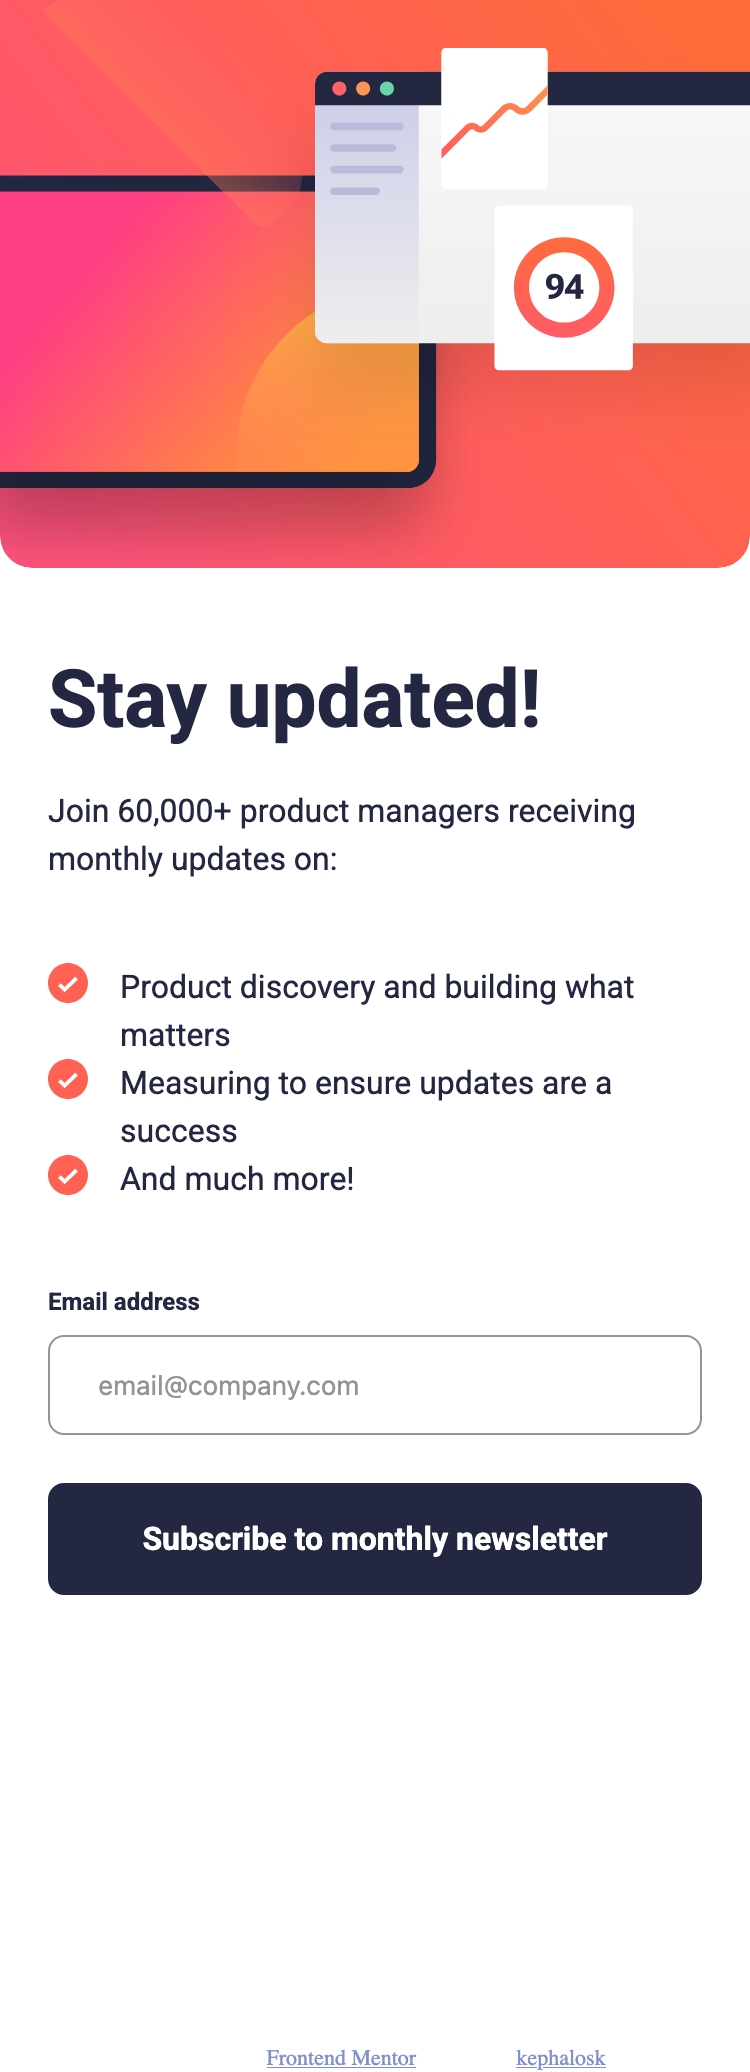 94
Stay updated!
Join 60,000+ product managers receiving
monthly updates on:
Product discovery and building what
matters
Measuring to ensure updates are a
success
And much more!
Email address
email@company.com
Subscribe to monthly newsletter
Frontend Mentor kephalosk